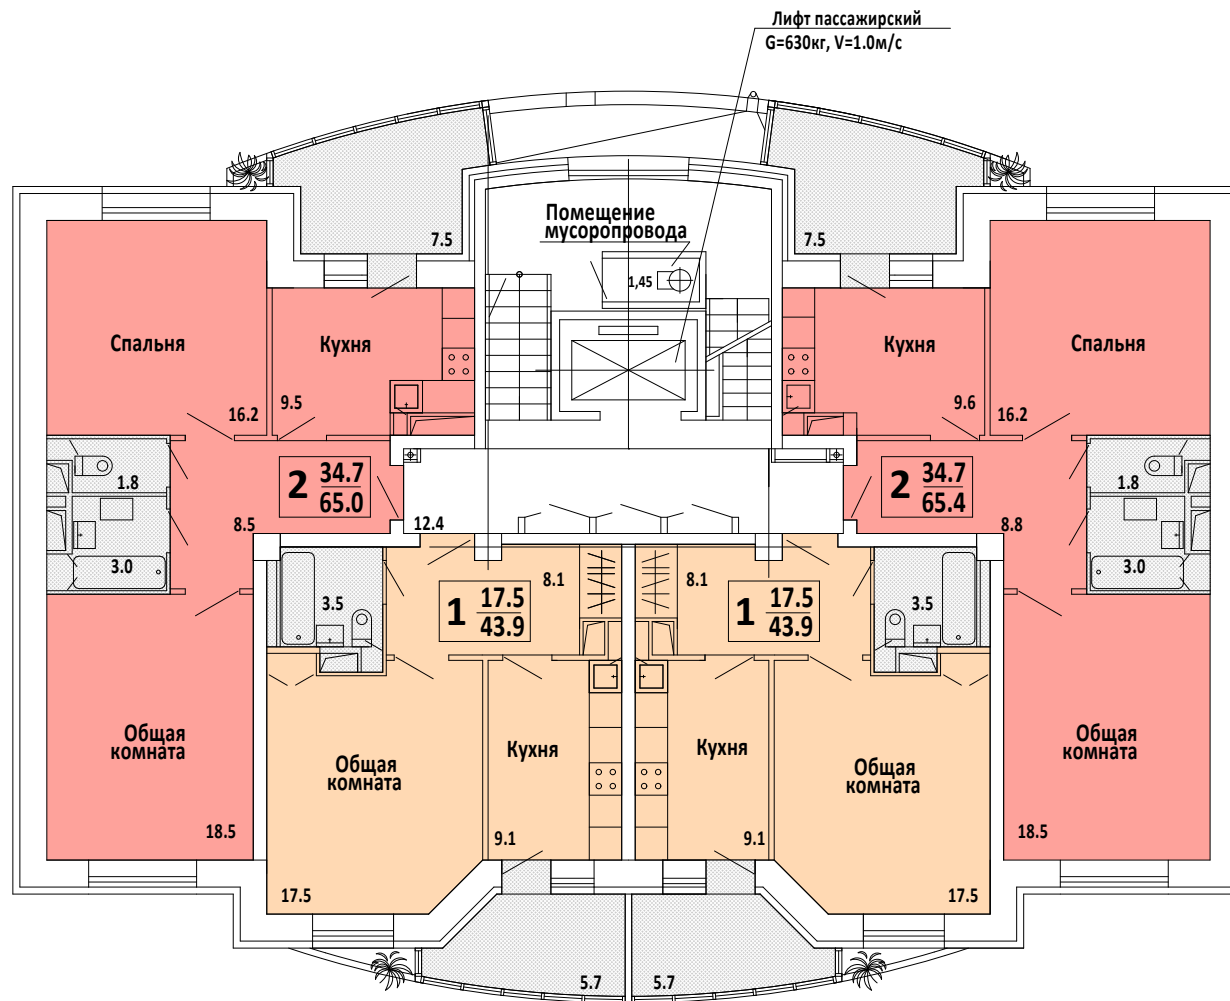 Лифт пассажирский
G=630кг, V=1.0м/с
Помещение
мусоропровода
7.5
7.5
1,45
Спальня
Кухня
Кухня
Спальня
16.2
9.5
9.6
16.2
2 34.7
65.0
2 34.7
65.4
1.8
1.8
8.5
12.4
8.8
3.0
3.0
3.5
8.1
8.1
3.5
1 17.5
43.9
1 17.5
43.9
Общая
комната
Общая
комната
Кухня
Кухня
Общая
комната
Общая
комната
18.5
9.1
9.1
18.5
17.5
17.5
5.7
5.7